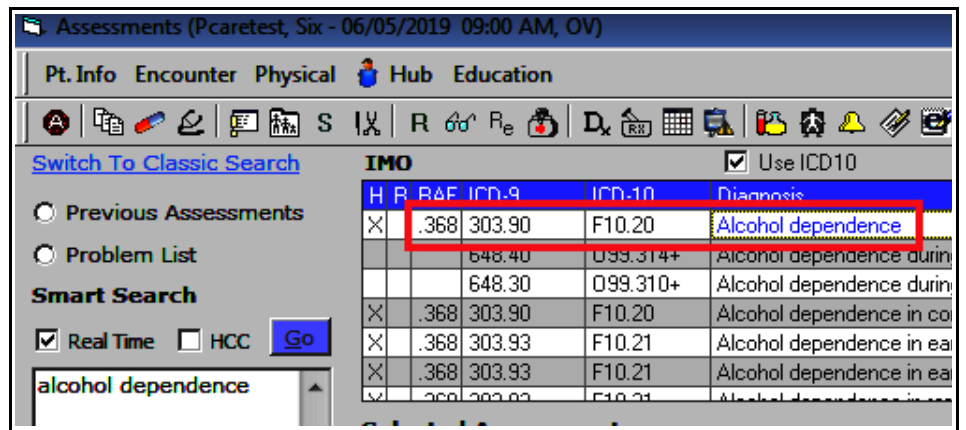 Assessments (Pcaretest, Six - 06/05/2019 09:00 AM, OV)
Pt. Info Encounter Physical Hub Education
S R Re Dx RX
Switch To Classic Search
IMO
Use ICD10
H R RAF ICD-9 ICD-10 Diagnosis
X .368 303.90 F10.20 Alcohol dependence
648.40 O99.314+ Alcohol dependence during
648.30 O99.310+ Alcohol dependence
X .368 303.90 F10.20 Alcohol dependence in
X .368 303.93 F10.21 Alcohol dependence in
X .368 303.93 F10.21 Alcohol dependence in
Previous Assessments
Problem List
Smart Search
Real Time HCC Go
alcohol dependence